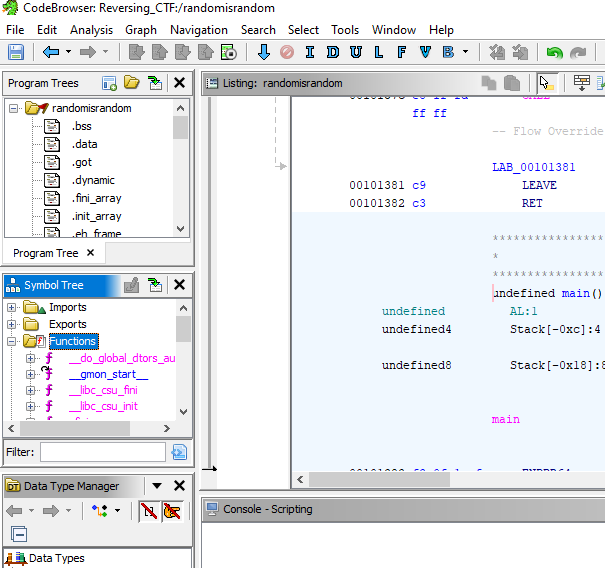 CodeBrowser: Reversing_CTF:/randomisrandom
File Edit Analysis Graph Navigation Search Select Tools Window Help
I D U L F V B
Program Trees
randomisrandom
.bss
.data
.got
.dynamic
.fini_array
.init_array
.eh_frame
Program Tree
Symbol Tree
Imports
Exports
Functions
__do_global_dtors_au
__gmon_start__
__libc_csu_fini
__libc_csu_init
Filter:
Data Type Manager
Data Types
Listing: randomisrandom
ff ff
-- Flow Override
LAB_00101381
00101381 c9 LEAVE
00101382 c3 RET
*****************
*
*****************
undefined main()
undefined AL:1
undefined4 Stack[-0xc]:4
undefined8 Stack[-0x18]:8
main
Console - Scripting